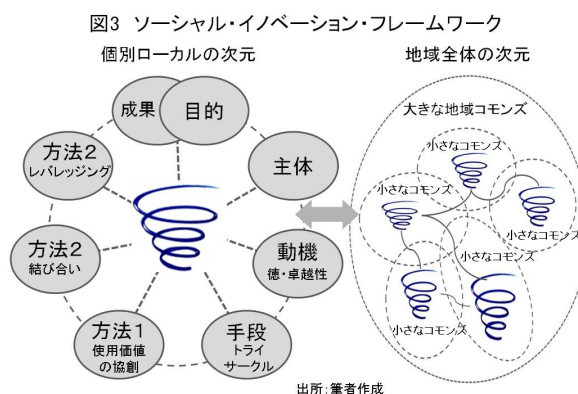 図3 ソーシャル・イノベーション・フレームワーク
個別ローカルの次元
地域全体の次元
成果
目的
主体
動機
徳・卓越性
手段
トライ
サークル
方法1
使用価値
の協創
方法2
結び合い
方法2
レバレッジング
大きな地域コモンズ
小さなコモンズ
小さなコモンズ
小さなコモンズ
小さなコモンズ
小さなコモンズ
出所:筆者作成